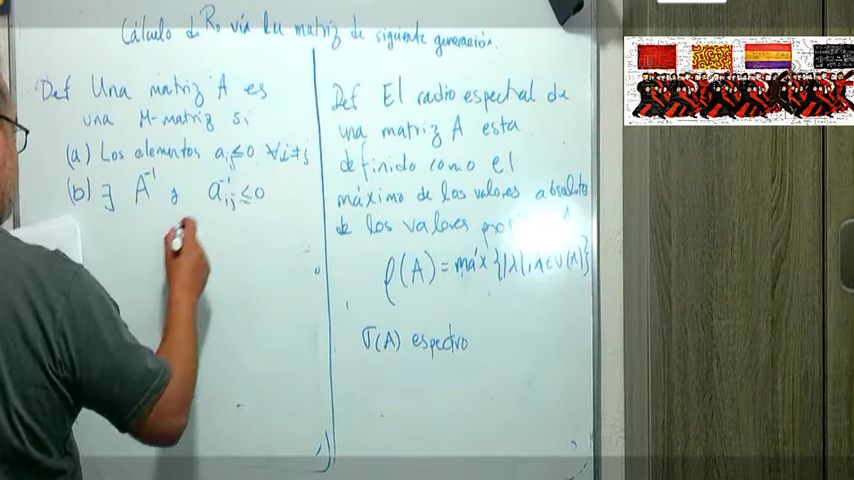 Cálculo de R₀ vía la matriz de siguiente generación.
Def Una matriz A es
una M-matriz si
(a) Los elementos aᵢⱼ≤0 ∀i≠j
(b) ∃ A⁻¹ y a⁻¹ᵢⱼ≤0
Def El radio espectral de
una matriz A esta
definido como el
máximo de los valores absolutos
de los valores
ρ(A) = máx{|λ|, λ∈σ(A)}
σ(A) espectro